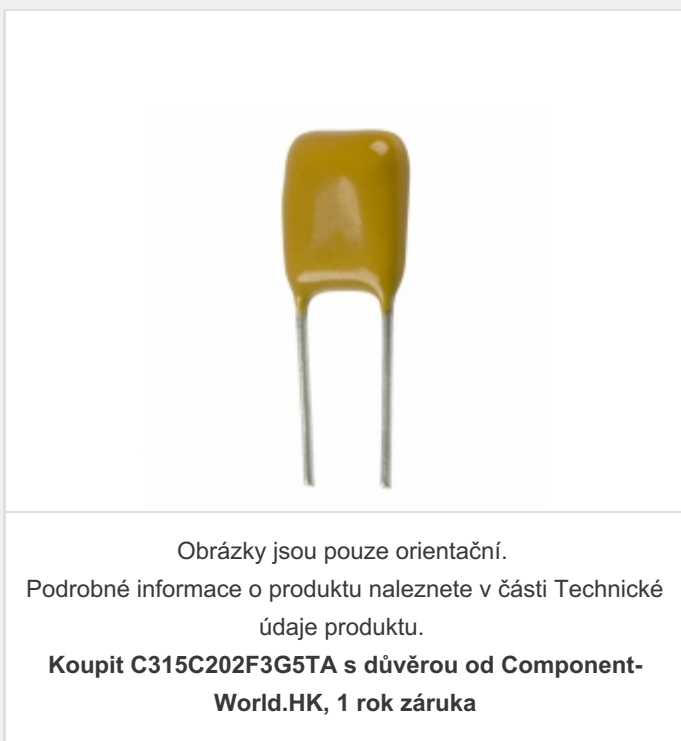 Obrázky jsou pouze orientační.
Podrobné informace o produktu naleznete v části Technické
údaje produktu.
Koupit C315C202F3G5TA s důvěrou od Component-
World.HK, 1 rok záruka